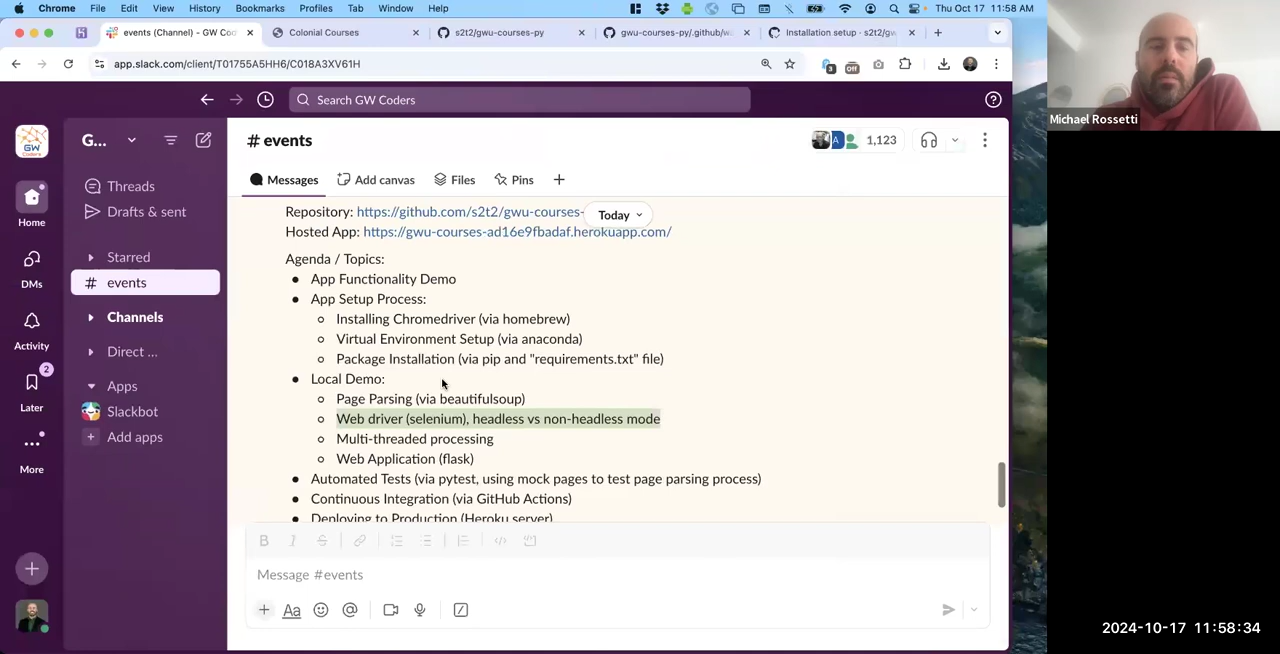 Chrome File Edit View History Bookmarks Profiles Tab Window Help Thu Oct 17 11:58 AM
events (Channel) - GW Cod
Colonial Courses
s2t2/gwu-courses-py
gwu-courses-py/.github/w
Installation setup · s2t2/gw
app.slack.com/client/T01755A5HH6/C018A3XV61H
3
Off
Search GW Coders
Michael Rossetti
GW
G...
# events
1,123
Messages
Add canvas
Files
Pins
Home
DMs
Activity
2
Later
More
Threads
Drafts & sent
Starred
# events
Channels
Direct ...
Apps
Slackbot
Add apps
Today
Repository: https://github.com/s2t2/gwu-courses-
Hosted App: https://gwu-courses-ad16e9fbadaf.herokuapp.com/
Agenda / Topics:
App Functionality Demo
App Setup Process:
Installing Chromedriver (via homebrew)
Virtual Environment Setup (via anaconda)
Package Installation (via pip and "requirements.txt" file)
Local Demo:
Page Parsing (via beautifulsoup)
Web driver (selenium), headless vs non-headless mode
Multi-threaded processing
Web Application (flask)
Automated Tests (via pytest, using mock pages to test page parsing process)
Continuous Integration (via GitHub Actions)
Deploying to Production (Heroku server)
Message #events
Aa
2024-10-17 11:58:34